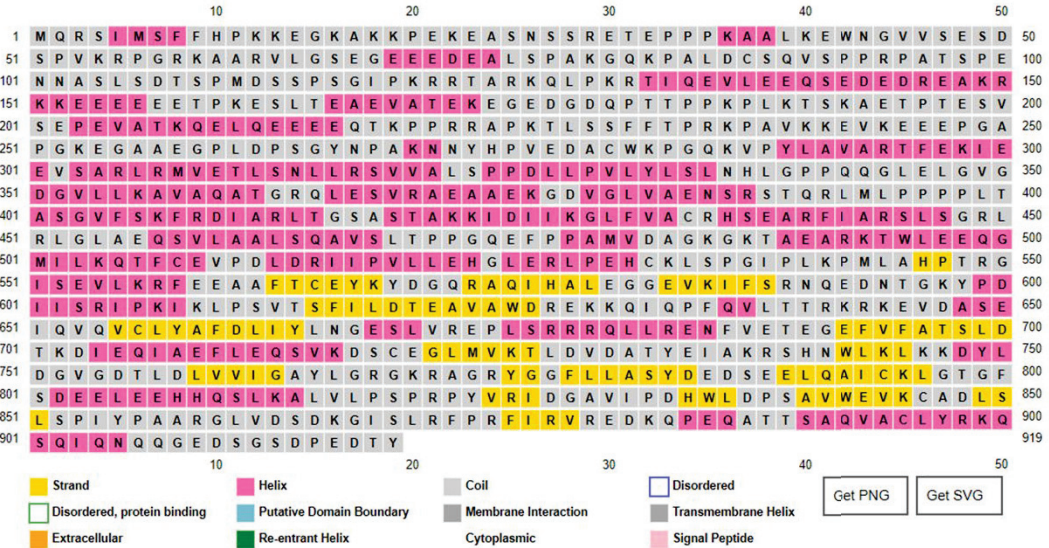 10 20 30 40 50
1 M Q R S I M S F F H P K K E G K A K K P E K E A S N S S R E T E P P P K A A L K E W N G V V S E S D 50
51 S P V K R P G R K A A R V L G S E G E E E D E A L S P A K G Q K P A L D C S Q V S P P R P A T S P E 100
101 N N A S L S D T S P M D S S P S G I P K R R T A R K Q L P K R T I Q E V L E E Q S E D E D R E A K R 150
151 K K E E E E E E T P K E S L T E A E V A T E K E G E D G D Q P T T P P K P L K T S K A E T P T E S V 200
201 S E P E V A T K Q E L Q E E E E Q T K P P R R A P K T L S S F F T P R K P A V K K E V K E E E P G A 250
251 P G K E G A A E G P L D P S G Y N P A K N N Y H P V E D A C W K P G Q K V P Y L A V A R T F E K I E 300
301 E V S A R L R M V E T L S N L L R S V V A L S P P D L L P V L Y L S L N H L G P P Q Q G L E L G V G 350
351 D G V L L K A V A Q A T G R Q L E S V R A E A A E K G D V G L V A E N S R S T Q R L M L P P P P L T 400
401 A S G V F S K F R D I A R L T G S A S T A K K I D I I K G L F V A C R H S E A R F I A R S L S G R L 450
451 R L G L A E Q S V L A A L S Q A V S L T P P G Q E F P P A M V D A G K G K T A E A R K T W L E E Q G 500
501 M I L K Q T F C E V P D L D R I I P V L L E H G L E R L P E H C K L S P G I P L K P M L A H P T R G 550
551 I S E V L K R F E E A A F T C E Y K Y D G Q R A Q I H A L E G G E V K I F S R N Q E D N T G K Y P D 600
601 I I S R I P K I K L P S V T S F I L D T E A V A W D R E K K Q I Q P F Q V L T T R K R K E V D A S E 650
651 I Q V Q V C L Y A F D L I Y L N G E S L V R E P L S R R R Q L L R E N F V E T E G E F V F A T S L D 700
701 T K D I E Q I A E F L E Q S V K D S C E G L M V K T L D V D A T Y E I A K R S H N W L K L K K D Y L 750
751 D G V G D T L D L V V I G A Y L G R G K R A G R Y G G F L L A S Y D E D S E E L Q A I C K L G T G F 800
801 S D E E L E E H H Q S L K A L V L P S P R P Y V R I D G A V I P D H W L D P S A V W E V K C A D L S 850
851 L S P I Y P A A R G L V D S D K G I S L R F P R F I R V R E D K Q P E Q A T T S A Q V A C L Y R K Q 900
901 S Q I Q N Q Q G E D S G S D P E D T Y 919
10 20 30 40 50
Strand Helix Coil Disordered Get PNG Get SVG
Disordered, protein binding Putative Domain Boundary Membrane Interaction Transmembrane Helix
Extracellular Re-entrant Helix Cytoplasmic Signal Peptide